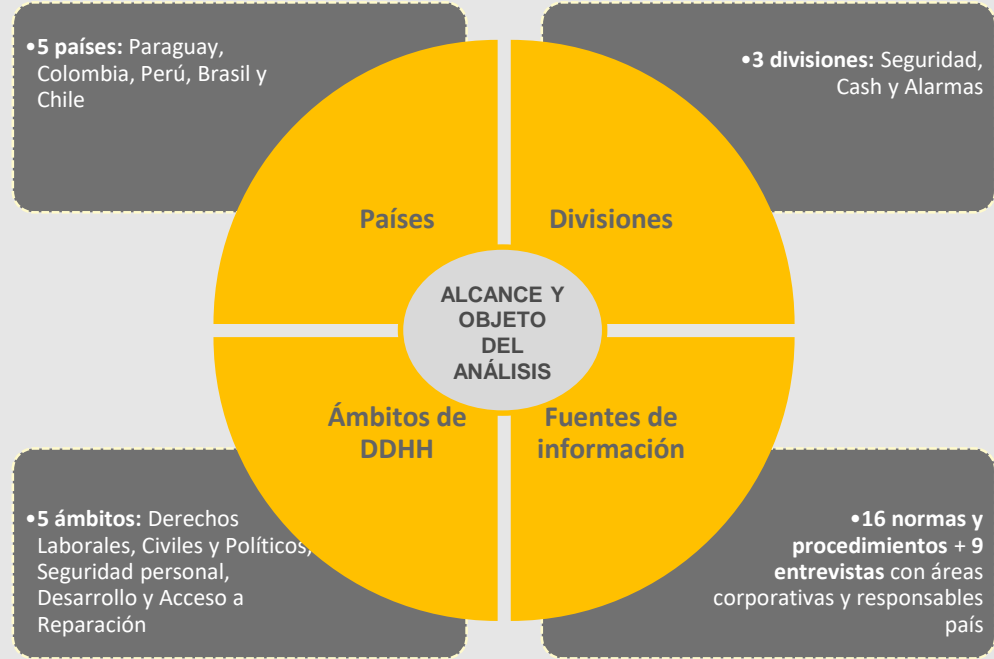 •5 países: Paraguay,
Colombia, Perú, Brasil y
Chile
•3 divisiones: Seguridad,
Cash y Alarmas
Países
Divisiones
ALCANCE Y
OBJETO
DEL
ANÁLISIS
Ámbitos de
DDHH
Fuentes de
información
•5 ámbitos: Derechos
Laborales, Civiles y Políticos,
Seguridad personal,
Desarrollo y Acceso a
Reparación
•16 normas y
procedimientos + 9
entrevistas con áreas
corporativas y responsables
país